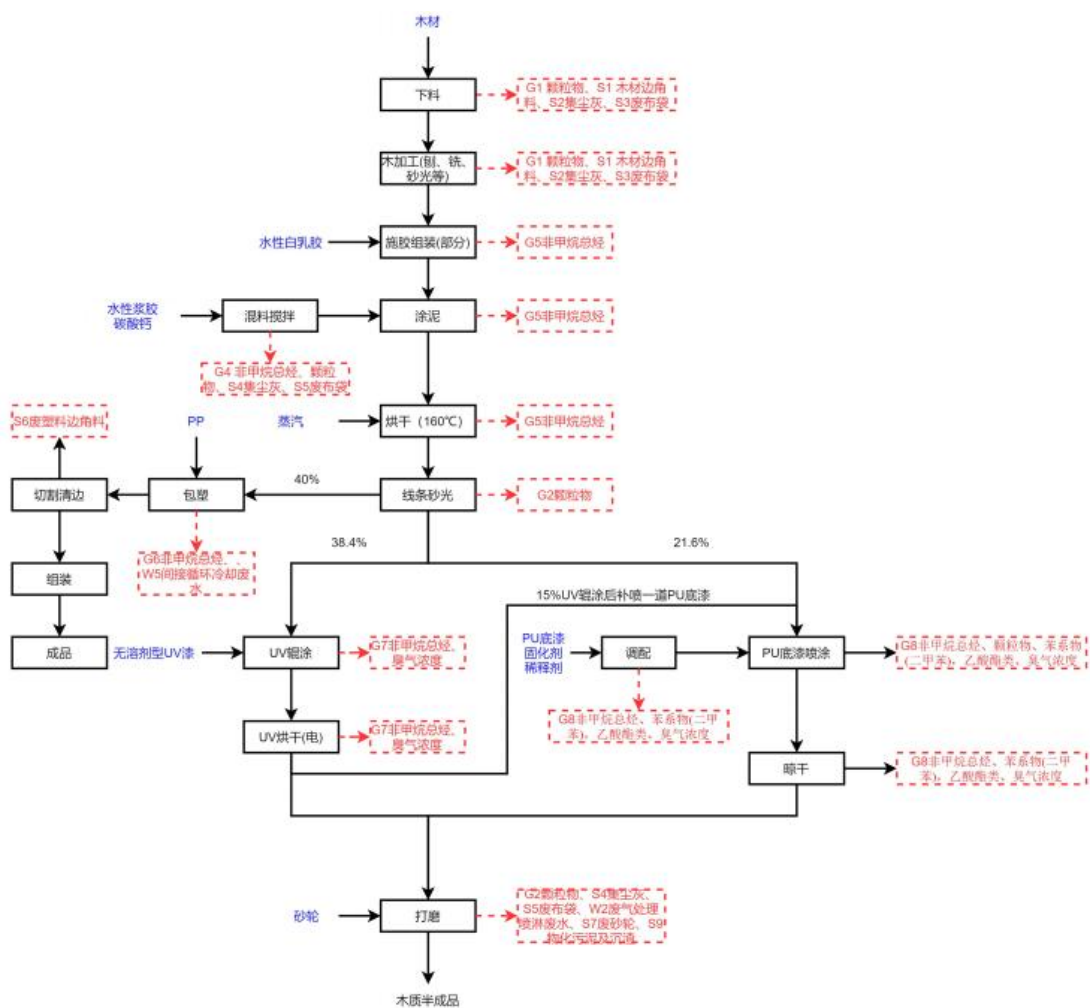 木材
下料
G1 颗粒物、S1 木材边角
料、S2集尘灰、S3废布袋
木加工(刨、铣、
砂光等)
G1 颗粒物、S1 木材边角
料、S2集尘灰、S3废布袋
水性白乳胶
施胶组装(部分)
G5非甲烷总烃
水性浆胶
碳酸钙
混料搅拌
涂泥
G5非甲烷总烃
G4 非甲烷总烃、颗粒
物、S4集尘灰、S5废布袋
S6废塑料边角料
PP
蒸汽
烘干（160℃）
G5非甲烷总烃
切割清边
包塑
40%
线条砂光
G2颗粒物
38.4%
21.6%
G6非甲烷总烃、、
W5间接循环冷却废
水
组装
15%UV辊涂后补喷一道PU底漆
成品
无溶剂型UV漆
UV辊涂
G7非甲烷总烃、
臭气浓度
PU底漆
固化剂
稀释剂
调配
PU底漆喷涂
G8非甲烷总烃、颗粒物、苯系物
(二甲苯)，乙酸酯类、臭气浓度
UV烘干(电)
G7非甲烷总烃、
臭气浓度
G8非甲烷总烃、苯系物(二甲
苯)，乙酸酯类、臭气浓度
晾干
G8非甲烷总烃、苯系物(二甲
苯)，乙酸酯类、臭气浓度
砂轮
打磨
G2颗粒物、S4集尘灰、
S5废布袋、W2废气处理
喷淋废水、S7废砂轮、S9
物化污泥及沉渣
木质半成品